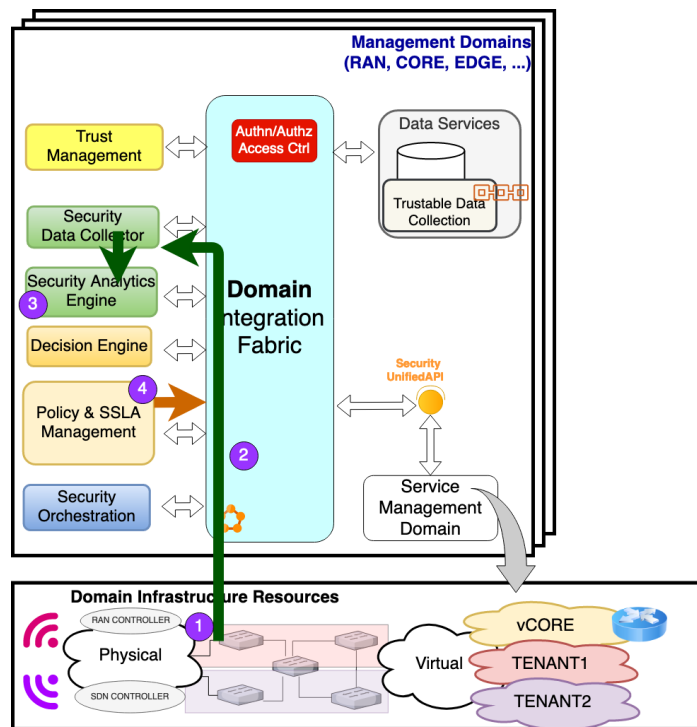 Management Domains
(RAN, CORE, EDGE, ...)
Trust
Management
Authn/Authz
Access Ctrl
Data Services
Trustable Data
Collection
Security
Data Collector
Security Analytics
Engine
3
Domain
Integration
Fabric
Decision Engine
4
Policy & SSLA
Management
Security
UnifiedAPI
2
Security
Orchestration
Service
Management
Domain
Domain Infrastructure Resources
RAN CONTROLLER
1
Physical
SDN CONTROLLER
Virtual
vCORE
TENANT1
TENANT2